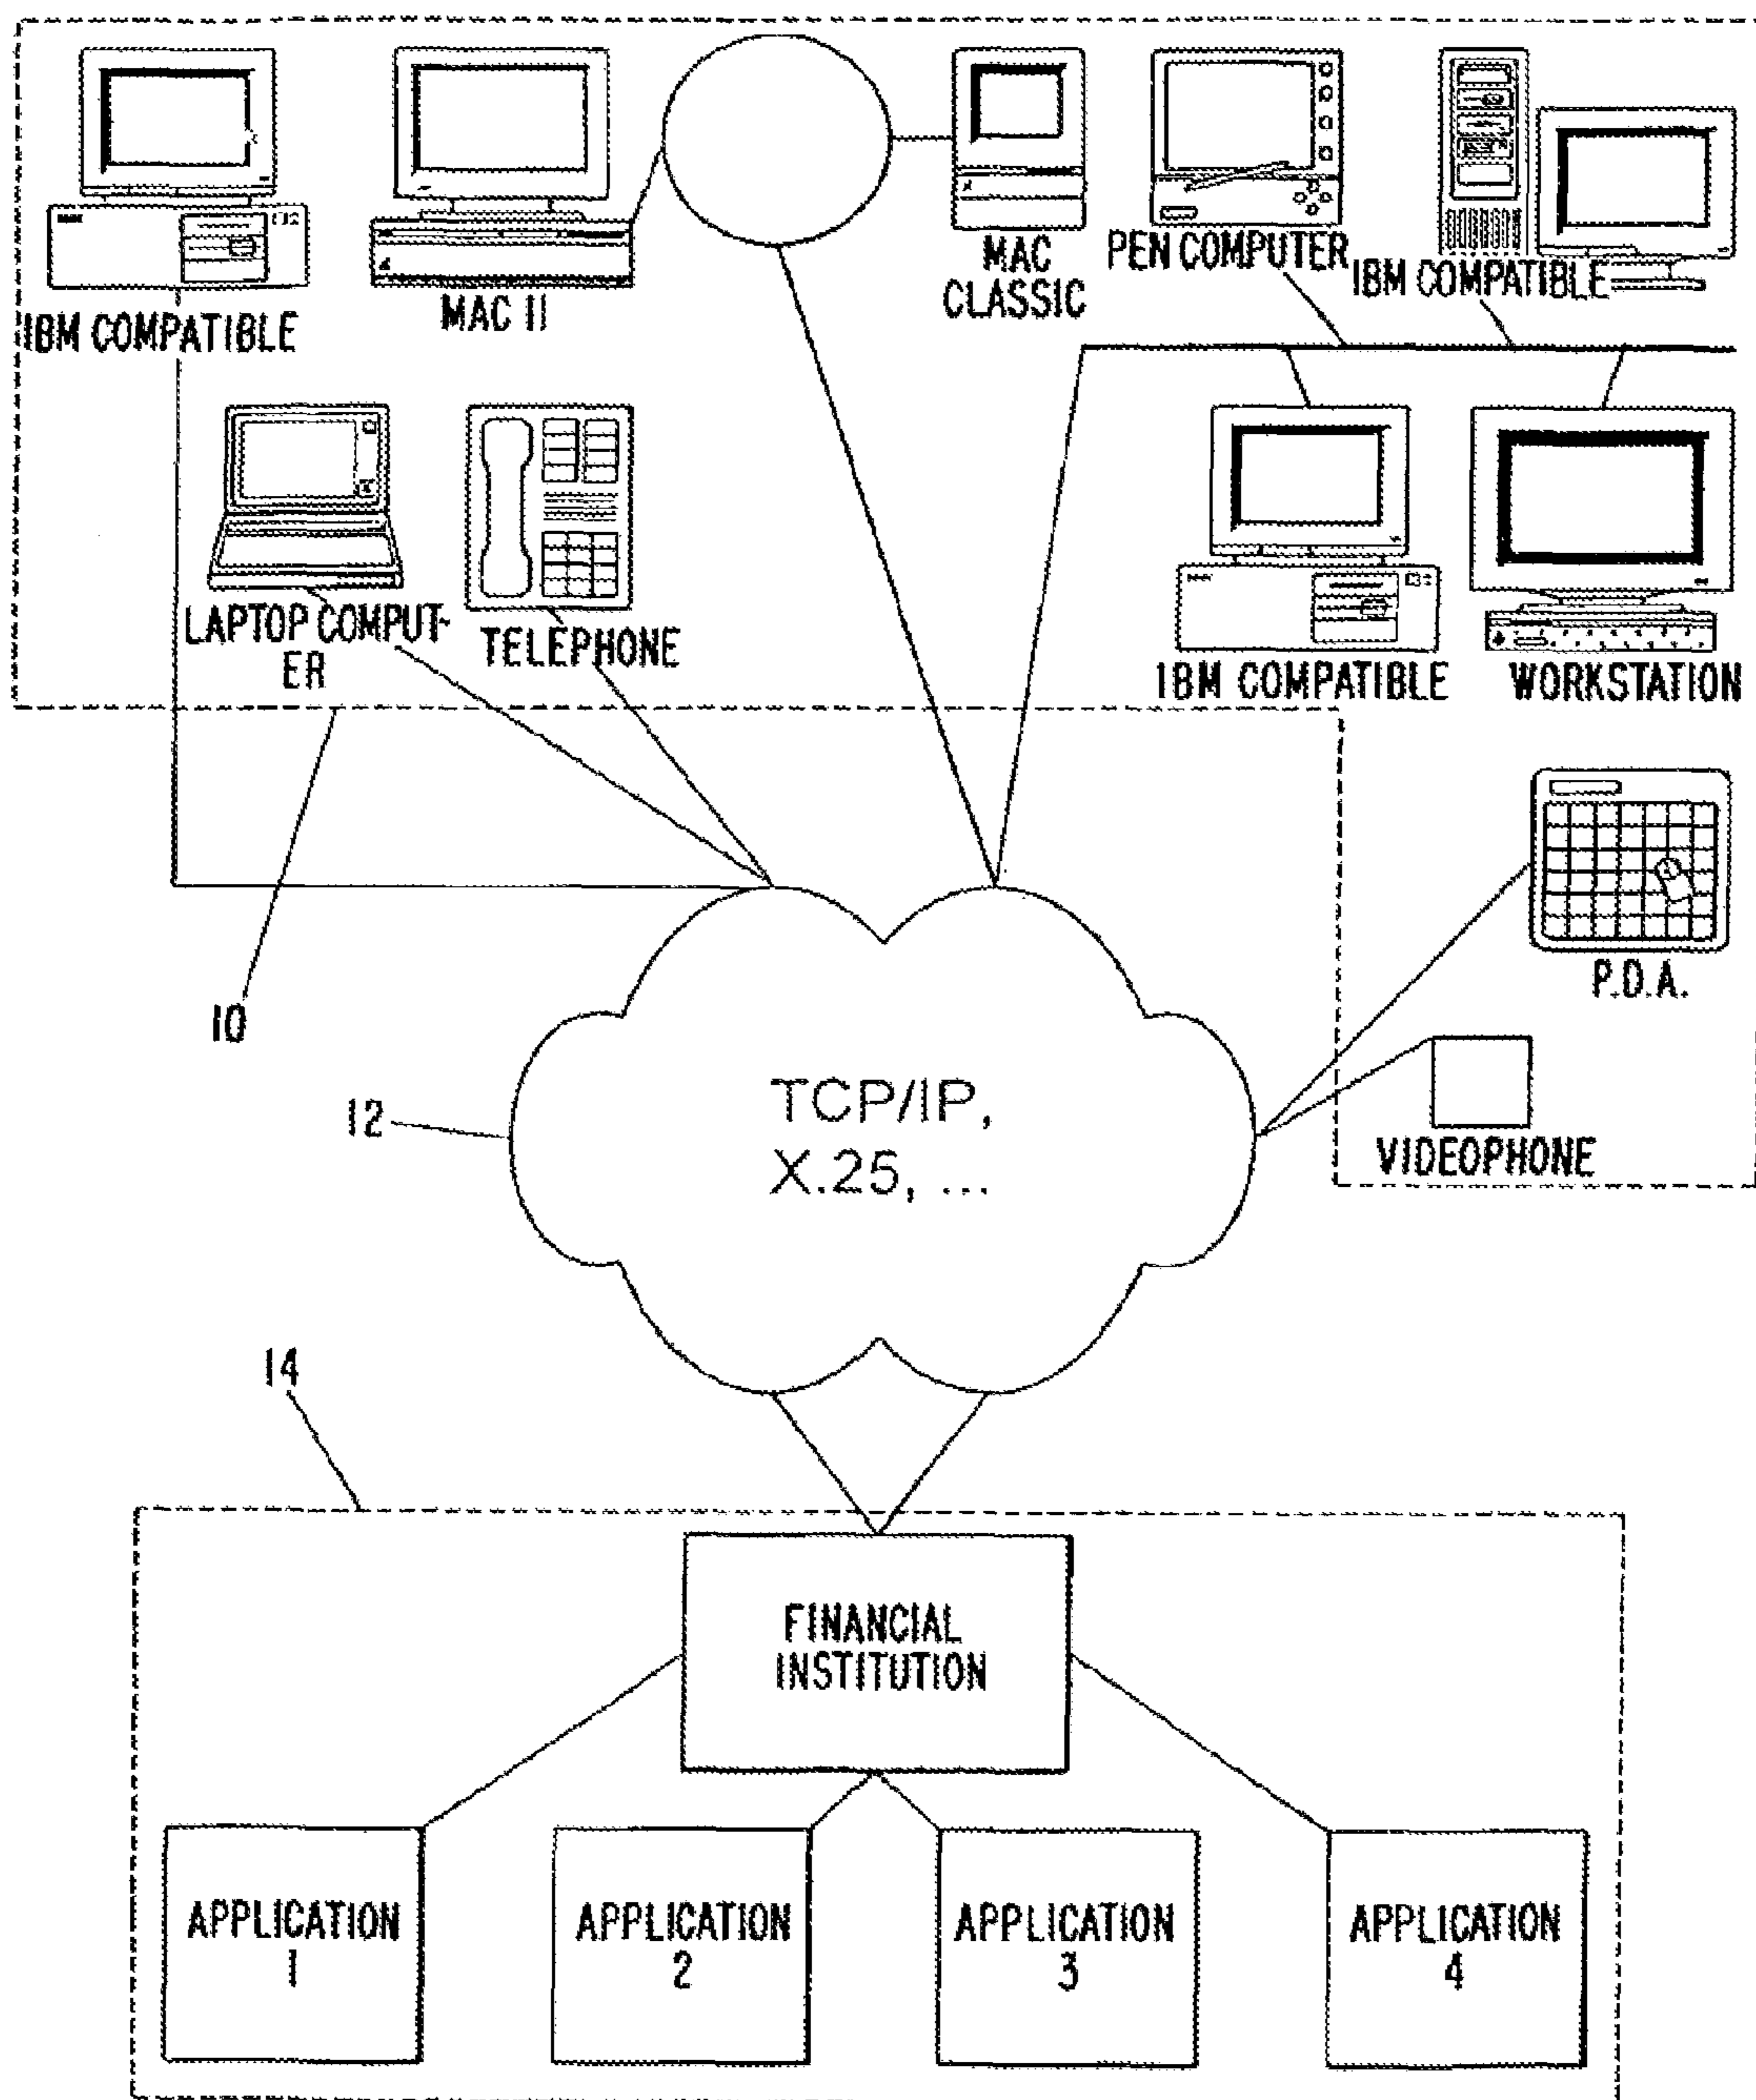 IBM COMPATIBLE
MAC II
MAC
CLASSIC
PEN COMPUTER
IBM COMPATIBLE
LAPTOP COMPUT-
ER
TELEPHONE
IBM COMPATIBLE
WORKSTATION
P.D.A.
10
12
TCP/IP,
X.25, ...
VIDEOPHONE
14
FINANCIAL
INSTITUTION
APPLICATION
1
APPLICATION
2
APPLICATION
3
APPLICATION
4